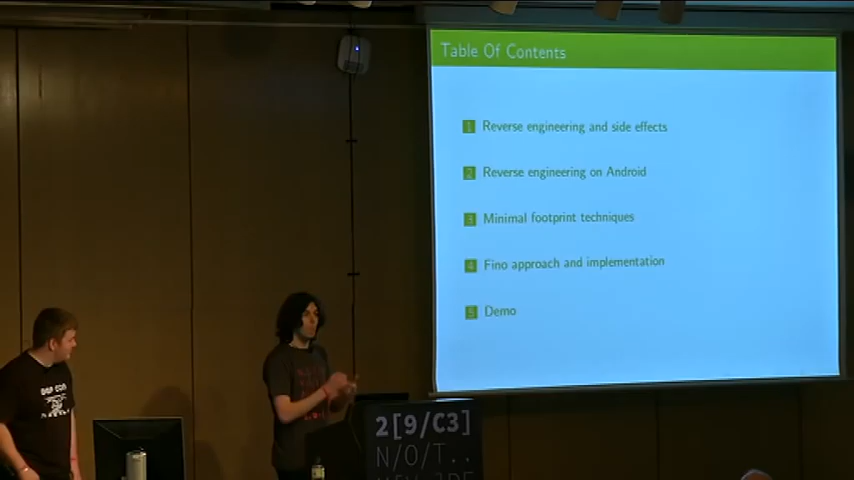 Table Of Contents
1 Reverse engineering and side effects
2 Reverse engineering on Android
3 Minimal footprint techniques
4 Fino approach and implementation
5 Demo
2[9/C3]
N/O/T..